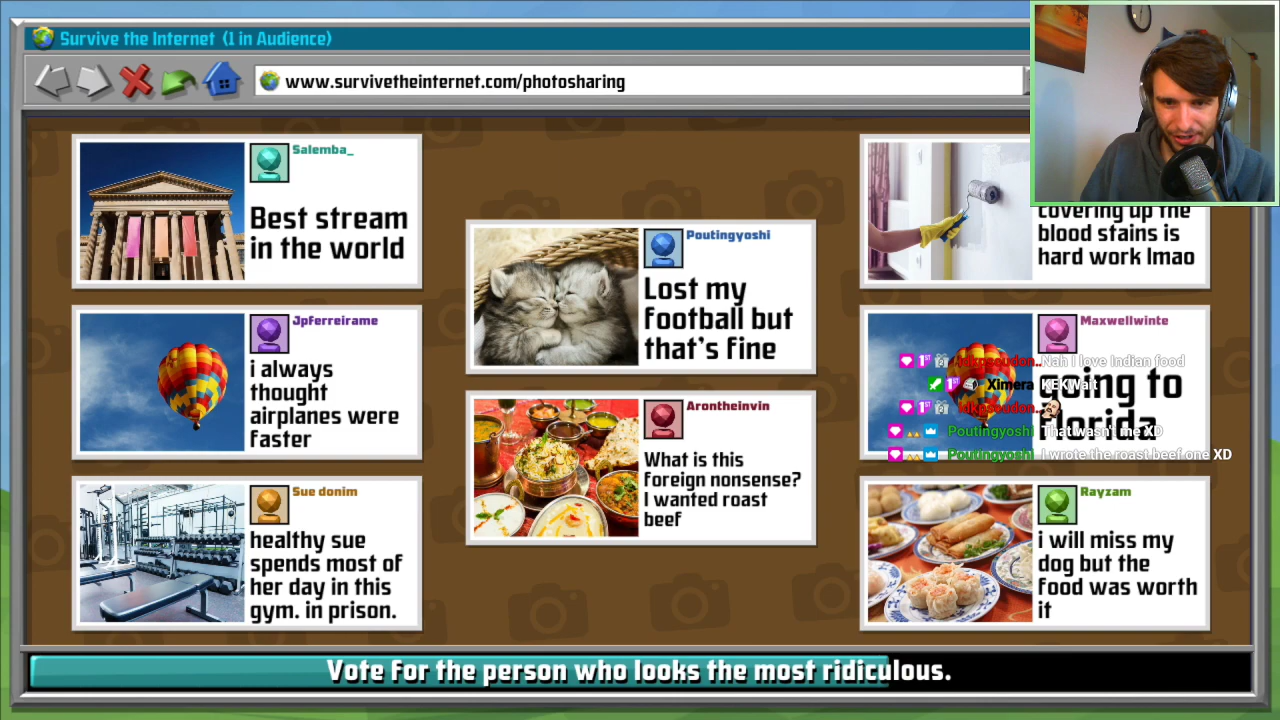 Survive the Internet (1 in Audience)
www.survivetheinternet.com/photosharing
Salemba_
Best stream
in the world
Jpferreirame
i always
thought
airplanes were
faster
Sue donim
healthy sue
spends most of
her day in this
gym. in prison.
Poutingyoshi
Lost my
football but
that's fine
Arontheinvin
What is this
foreign nonsense?
I wanted roast
beef
covering up the
blood stains is
hard work lmao
Maxwellwinte
going to
florida
Nah I love Indian food
Ximera KEKWait
Poutingyoshi That wasn't me XD
Poutingyoshi I wrote the roast beef one XD
Rayzam
i will miss my
dog but the
food was worth
it
Vote for the person who looks the most ridiculous.